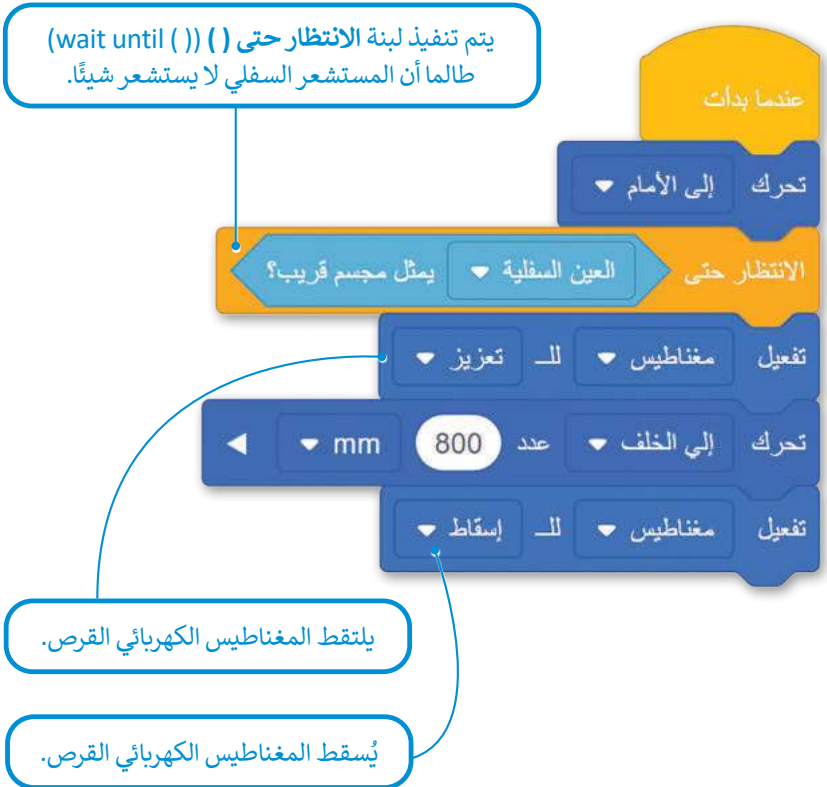 يتم تنفيذ لبنة الانتظار حتى ( ) (wait until ( ))
طالما أن المستشعر السفلي لا يستشعر شيئًا.
عندما بدأت
تحرك إلى الأمام
الانتظار حتى العين السفلية يمثل مجسم قريب؟
تفعيل مغناطيس للـ تعزيز
تحرك إلي الخلف عدد 800 mm
تفعيل مغناطيس للـ إسقاط
يلتقط المغناطيس الكهربائي القرص.
يُسقط المغناطيس الكهربائي القرص.